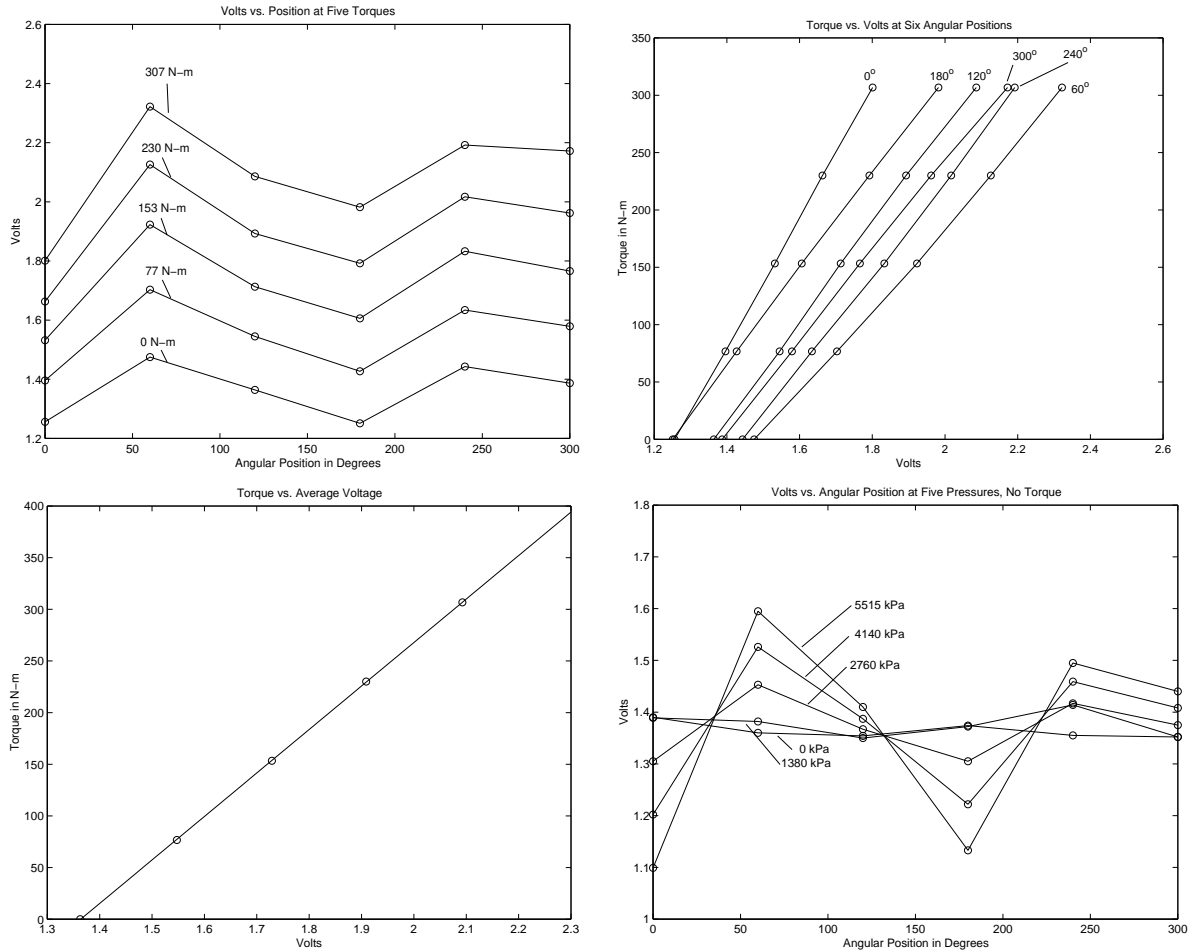 Volts vs. Position at Five Torques
2.6
2.4
2.2
2
1.8
1.6
1.4
1.2
Volts
307 N−m
230 N−m
153 N−m
77 N−m
0 N−m
0 50 100 150 200 250 300
Angular Position in Degrees
Torque vs. Volts at Six Angular Positions
350
300
250
200
150
100
50
0
Torque in N−m
0° 180° 120° 300° 240° 60°
1.2 1.4 1.6 1.8 2 2.2 2.4 2.6
Volts
Torque vs. Average Voltage
400
350
300
250
200
150
100
50
0
Torque in N−m
1.3 1.4 1.5 1.6 1.7 1.8 1.9 2 2.1 2.2 2.3
Volts
Volts vs. Angular Position at Five Pressures, No Torque
1.8
1.7
1.6
1.5
1.4
1.3
1.2
1.1
1
Volts
5515 kPa
4140 kPa
2760 kPa
0 kPa
1380 kPa
0 50 100 150 200 250 300
Angular Position in Degrees